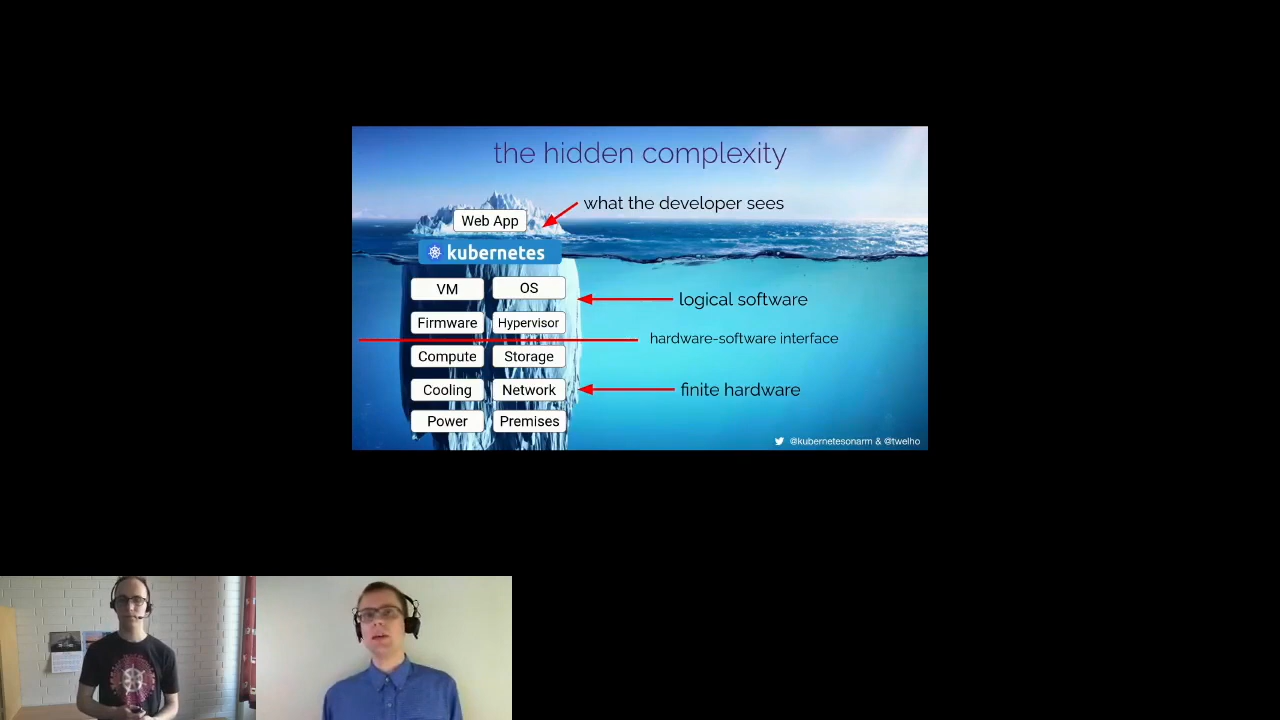 the hidden complexity
what the developer sees
Web App
kubernetes
VM
OS
logical software
Firmware
Hypervisor
hardware-software interface
Compute
Storage
Cooling
Network
finite hardware
Power
Premises
@kubernetesonarm & @twelho